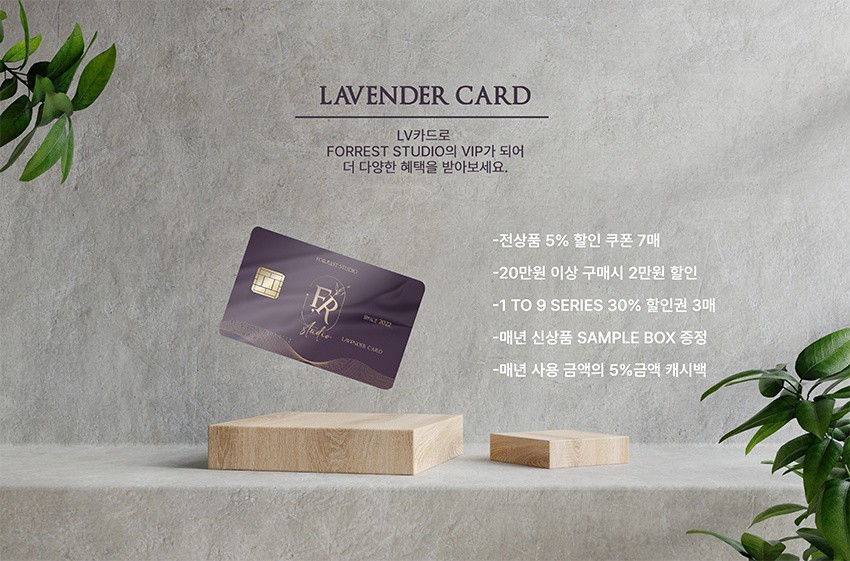 LAVENDER CARD
LV카드로
FORREST STUDIO의 VIP가 되어
더 다양한 혜택을 받아보세요.
-전상품 5% 할인 쿠폰 7매
-20만원 이상 구매시 2만원 할인
-1 TO 9 SERIES 30% 할인권 3매
-매년 신상품 SAMPLE BOX 증정
-매년 사용 금액의 5%금액 캐시백
FORREST STUDIO
F.R
studio
SINCE 2022
LAVENDER CARD